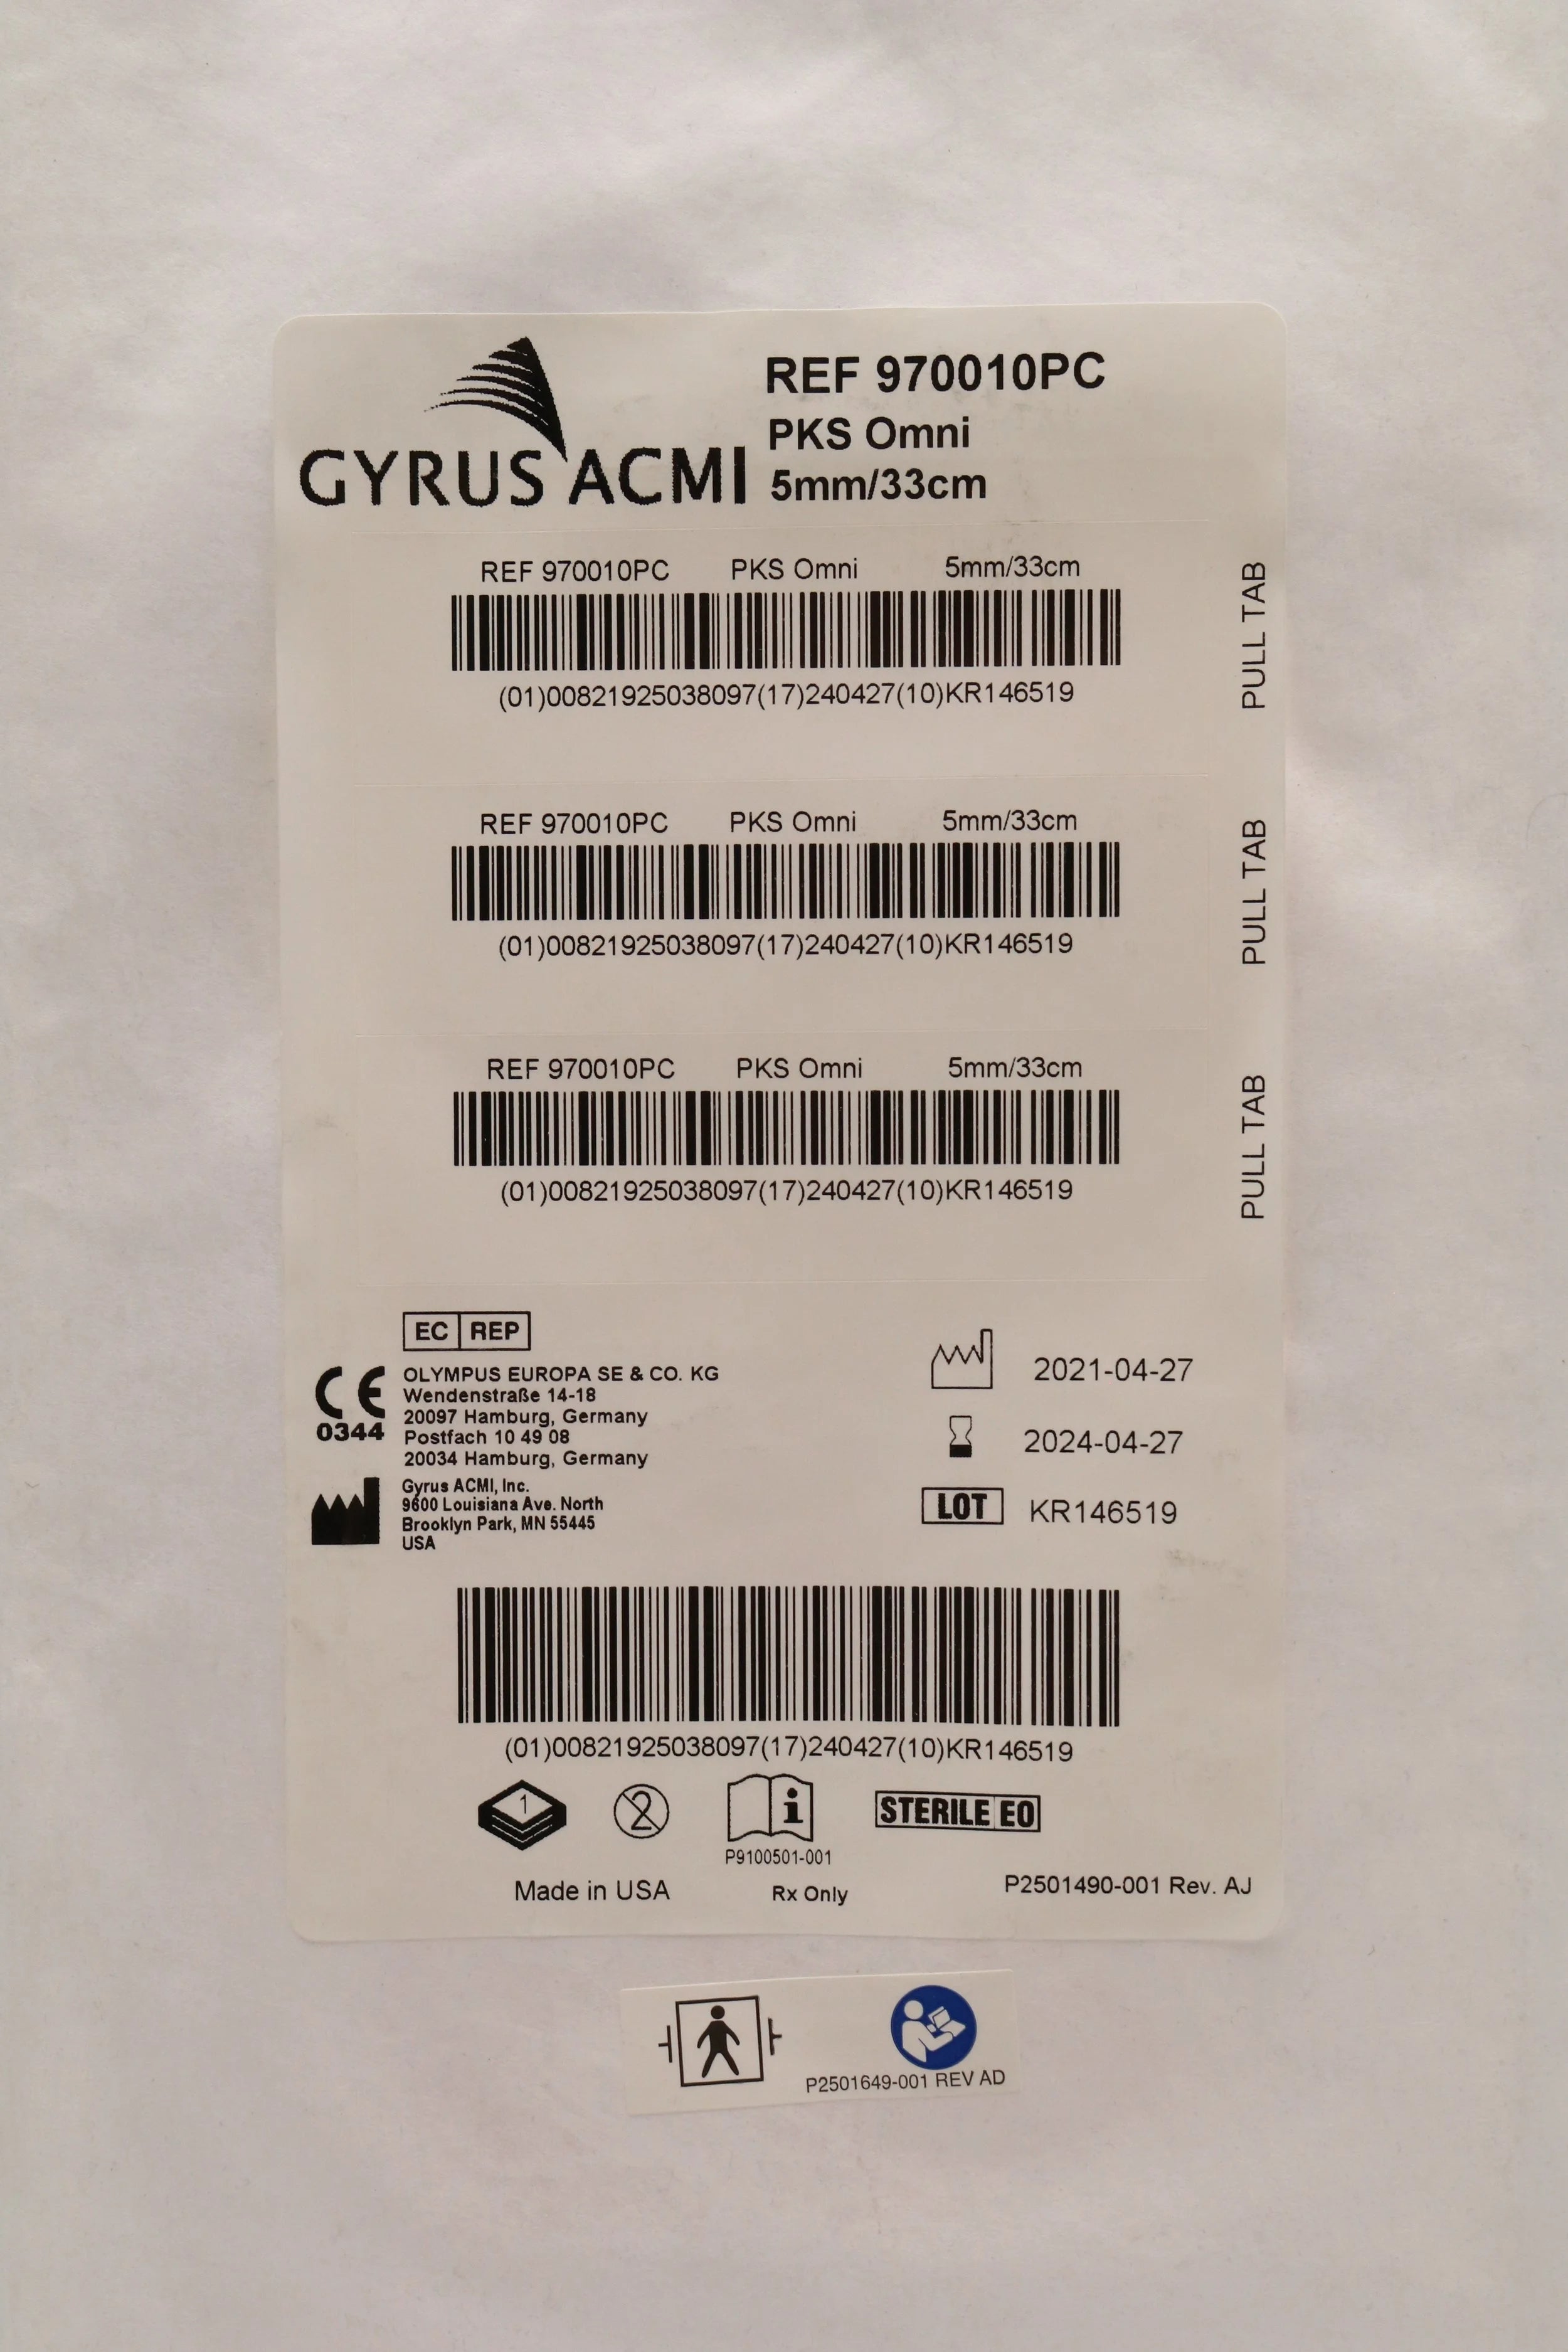 GYRUS ACMI
REF 970010PC
PKS Omni
5mm/33cm
REF 970010PC PKS Omni 5mm/33cm
(01)00821925038097(17)240427(10)KR146519
PULL TAB
REF 970010PC PKS Omni 5mm/33cm
(01)00821925038097(17)240427(10)KR146519
PULL TAB
REF 970010PC PKS Omni 5mm/33cm
(01)00821925038097(17)240427(10)KR146519
PULL TAB
EC REP
CE
0344
OLYMPUS EUROPA SE & CO. KG
Wendenstraße 14-18
20097 Hamburg, Germany
Postfach 10 49 08
20034 Hamburg, Germany
Gyrus ACMI, Inc.
9600 Louisiana Ave. North
Brooklyn Park, MN 55445
USA
2021-04-27
2024-04-27
LOT KR146519
(01)00821925038097(17)240427(10)KR146519
1
2
i
P9100501-001
STERILE EO
Made in USA
Rx Only
P2501490-001 Rev. AJ
P2501649-001 REV AD